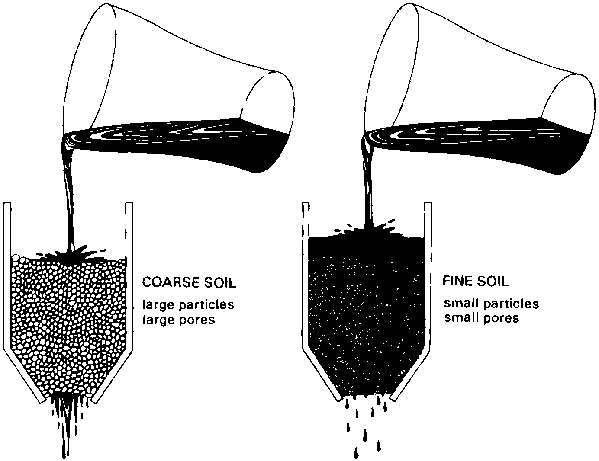 COARSE SOIL
large particles
large pores
FINE SOIL
small particles
small pores